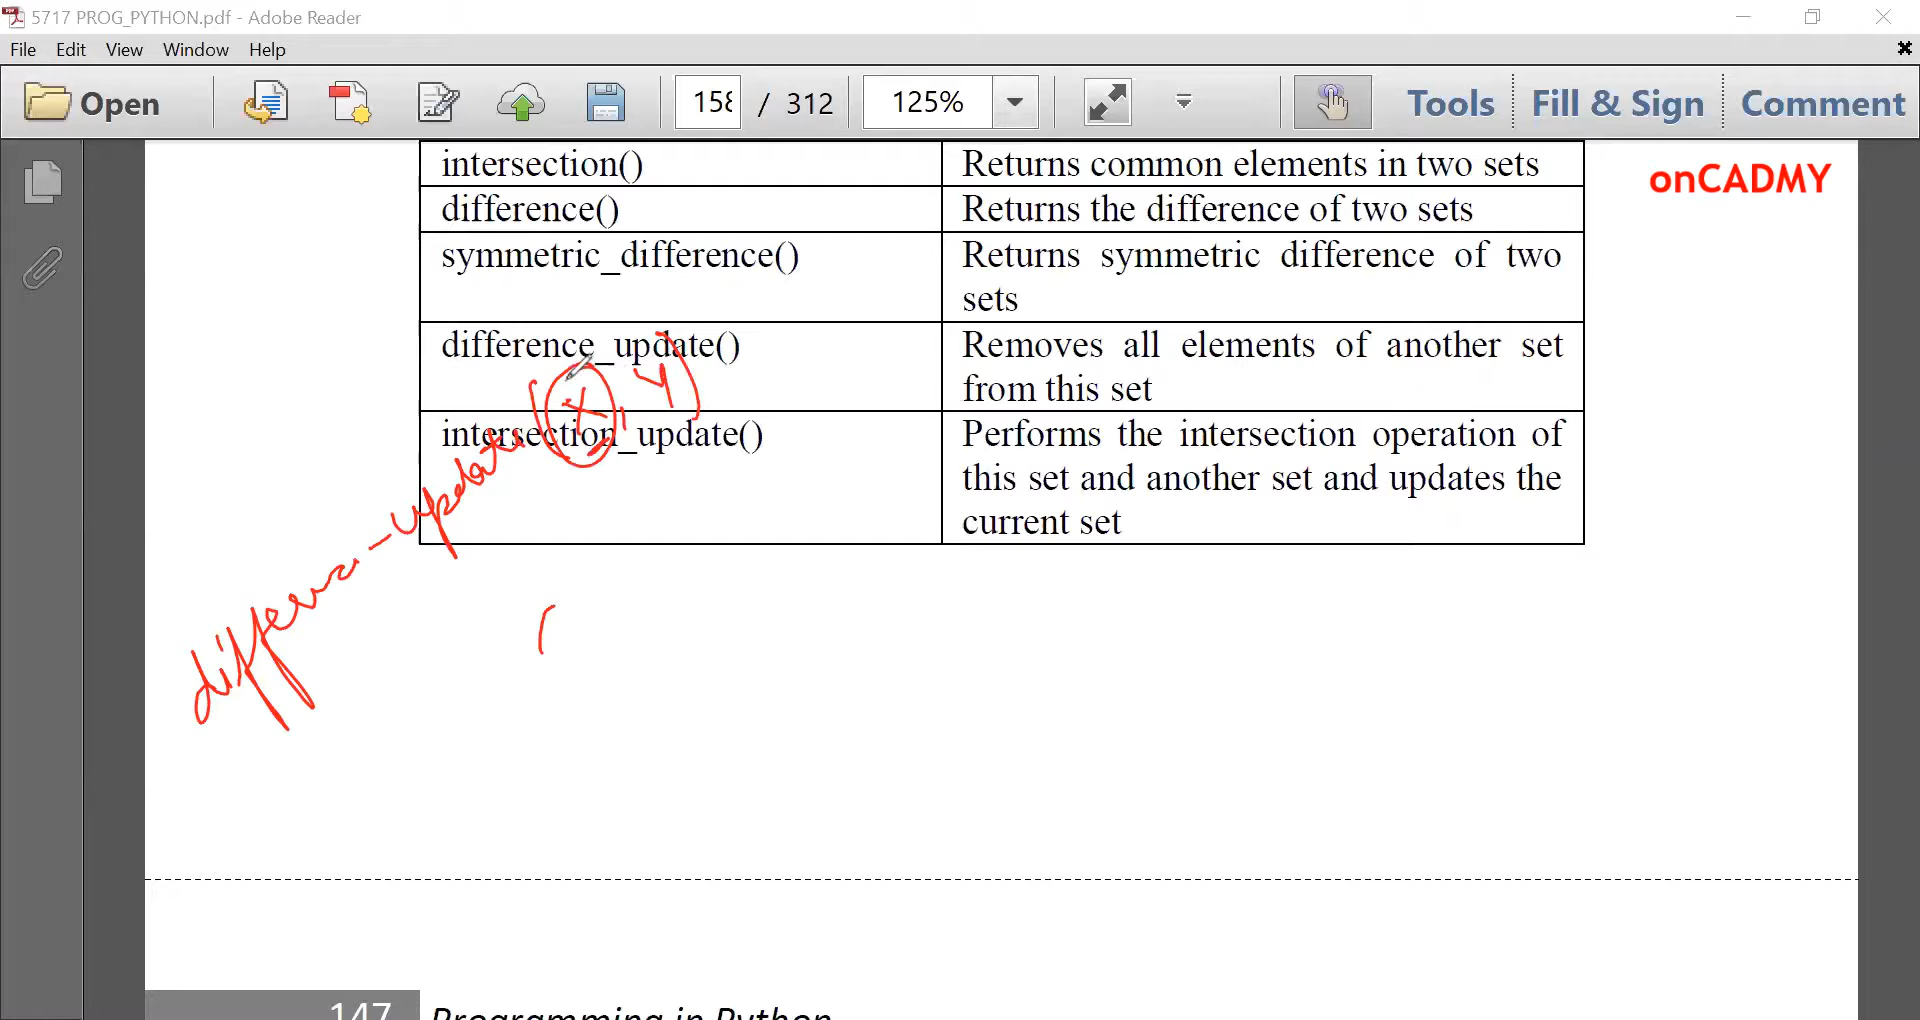 5717 PROG_PYTHON.pdf - Adobe Reader
File Edit View Window Help
Open 158 / 312 125% Tools Fill & Sign Comment
onCADMY
intersection() Returns common elements in two sets
difference() Returns the difference of two sets
symmetric_difference() Returns symmetric difference of two
sets
difference_update() Removes all elements of another set
from this set
intersection_update() Performs the intersection operation of
this set and another set and updates the
current set
(X, Y)
147 Programming in Python